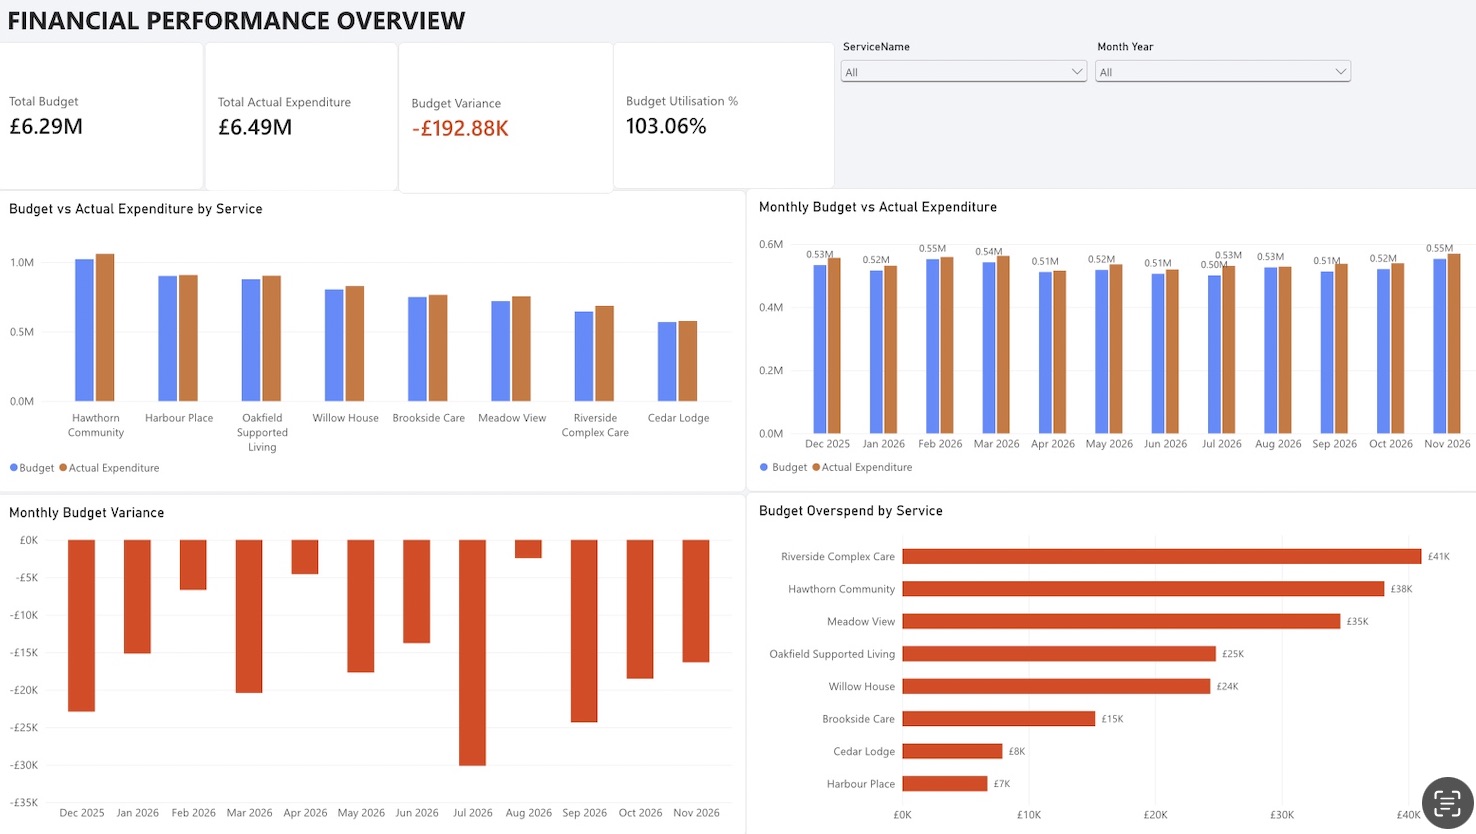 FINANCIAL PERFORMANCE OVERVIEW
ServiceName
Month Year
All
All
Total Budget
£6.29M
Total Actual Expenditure
£6.49M
Budget Variance
-£192.88K
Budget Utilisation %
103.06%
Budget vs Actual Expenditure by Service
1.0M
0.5M
0.0M
Hawthorn Community
Harbour Place
Oakfield Supported Living
Willow House
Brookside Care
Meadow View
Riverside Complex Care
Cedar Lodge
Budget
Actual Expenditure
Monthly Budget vs Actual Expenditure
0.6M
0.4M
0.2M
0.0M
0.53M
0.52M
0.55M
0.54M
0.51M
0.52M
0.51M
0.50M
0.53M
0.53M
0.51M
0.52M
0.55M
Dec 2025
Jan 2026
Feb 2026
Mar 2026
Apr 2026
May 2026
Jun 2026
Jul 2026
Aug 2026
Sep 2026
Oct 2026
Nov 2026
Budget
Actual Expenditure
Monthly Budget Variance
£0K
-£5K
-£10K
-£15K
-£20K
-£25K
-£30K
-£35K
Dec 2025
Jan 2026
Feb 2026
Mar 2026
Apr 2026
May 2026
Jun 2026
Jul 2026
Aug 2026
Sep 2026
Oct 2026
Nov 2026
Budget Overspend by Service
Riverside Complex Care £41K
Hawthorn Community £38K
Meadow View £35K
Oakfield Supported Living £25K
Willow House £24K
Brookside Care £15K
Cedar Lodge £8K
Harbour Place £7K
£0K
£10K
£20K
£30K
£40K